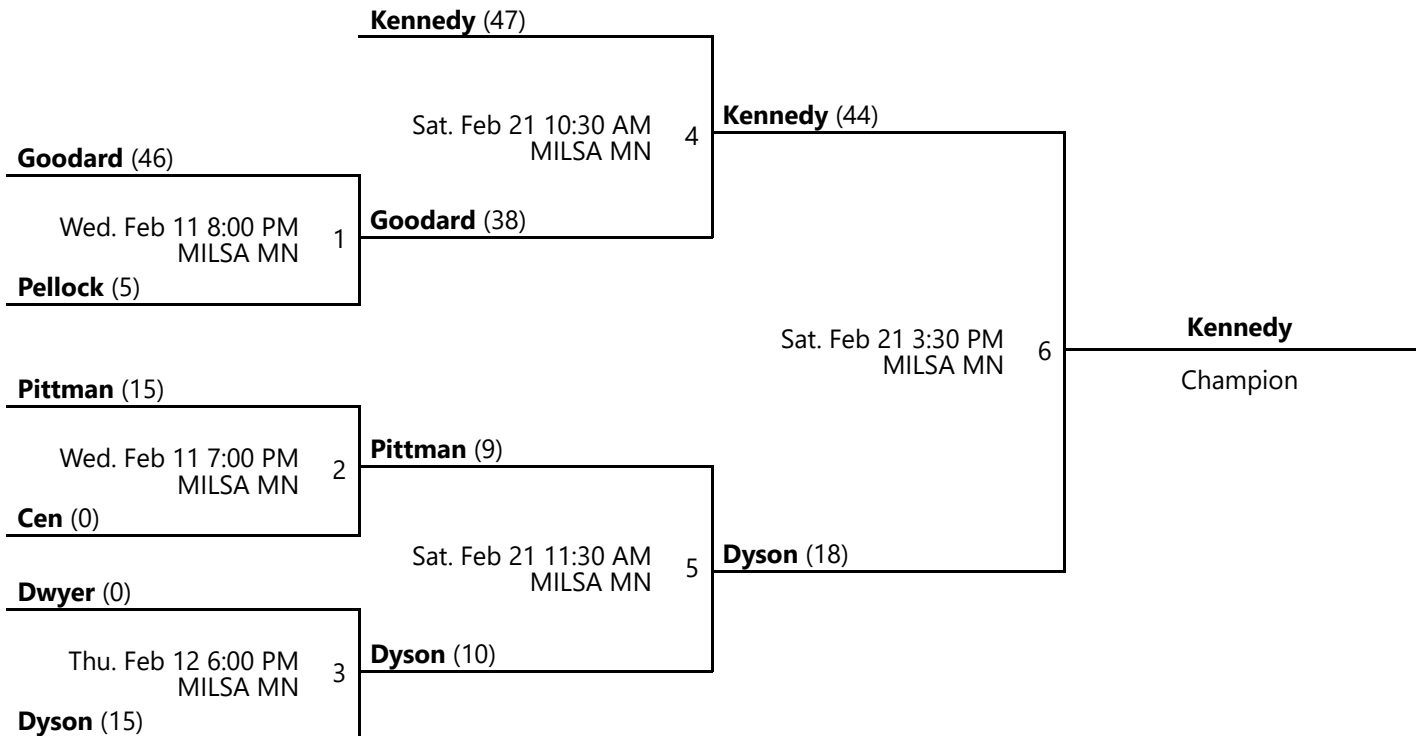 Kennedy (47)
Sat. Feb 21 10:30 AM
MILSA MN
4
Kennedy (44)
Goodard (46)
Wed. Feb 11 8:00 PM
MILSA MN
1
Goodard (38)
Pellock (5)
Sat. Feb 21 3:30 PM
MILSA MN
6
Kennedy
Champion
Pittman (15)
Wed. Feb 11 7:00 PM
MILSA MN
2
Pittman (9)
Cen (0)
Sat. Feb 21 11:30 AM
MILSA MN
5
Dyson (18)
Dwyer (0)
Thu. Feb 12 6:00 PM
MILSA MN
3
Dyson (10)
Dyson (15)